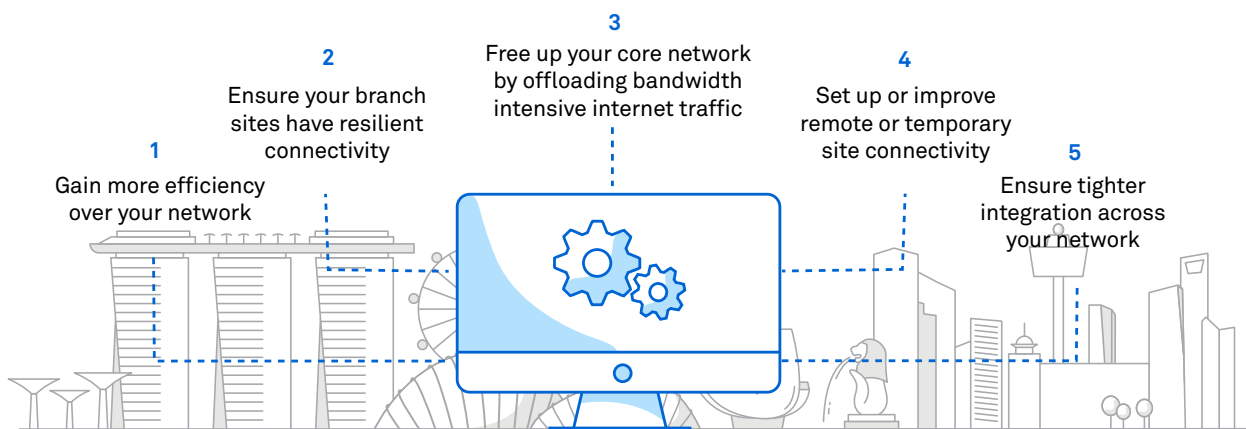 1
Gain more efficiency
over your network
2
Ensure your branch
sites have resilient
connectivity
3
Free up your core network
by offloading bandwidth
intensive internet traffic
4
Set up or improve
remote or temporary
site connectivity
5
Ensure tighter
integration across
your network